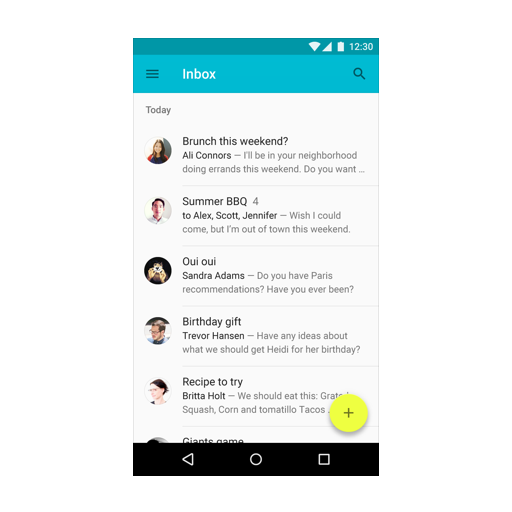 12:30
Inbox
Today
Brunch this weekend?
Ali Connors — I'll be in your neighborhood
doing errands this weekend. Do you want ...
Summer BBQ 4
to Alex, Scott, Jennifer — Wish I could
come, but I'm out of town this weekend.
Oui oui
Sandra Adams — Do you have Paris
recommendations? Have you ever been?
Birthday gift
Trevor Hansen — Have any ideas about
what we should get Heidi for her birthday?
Recipe to try
Britta Holt — We should eat this:
Squash, Corn and tomatillo Tacos ...
Giants game